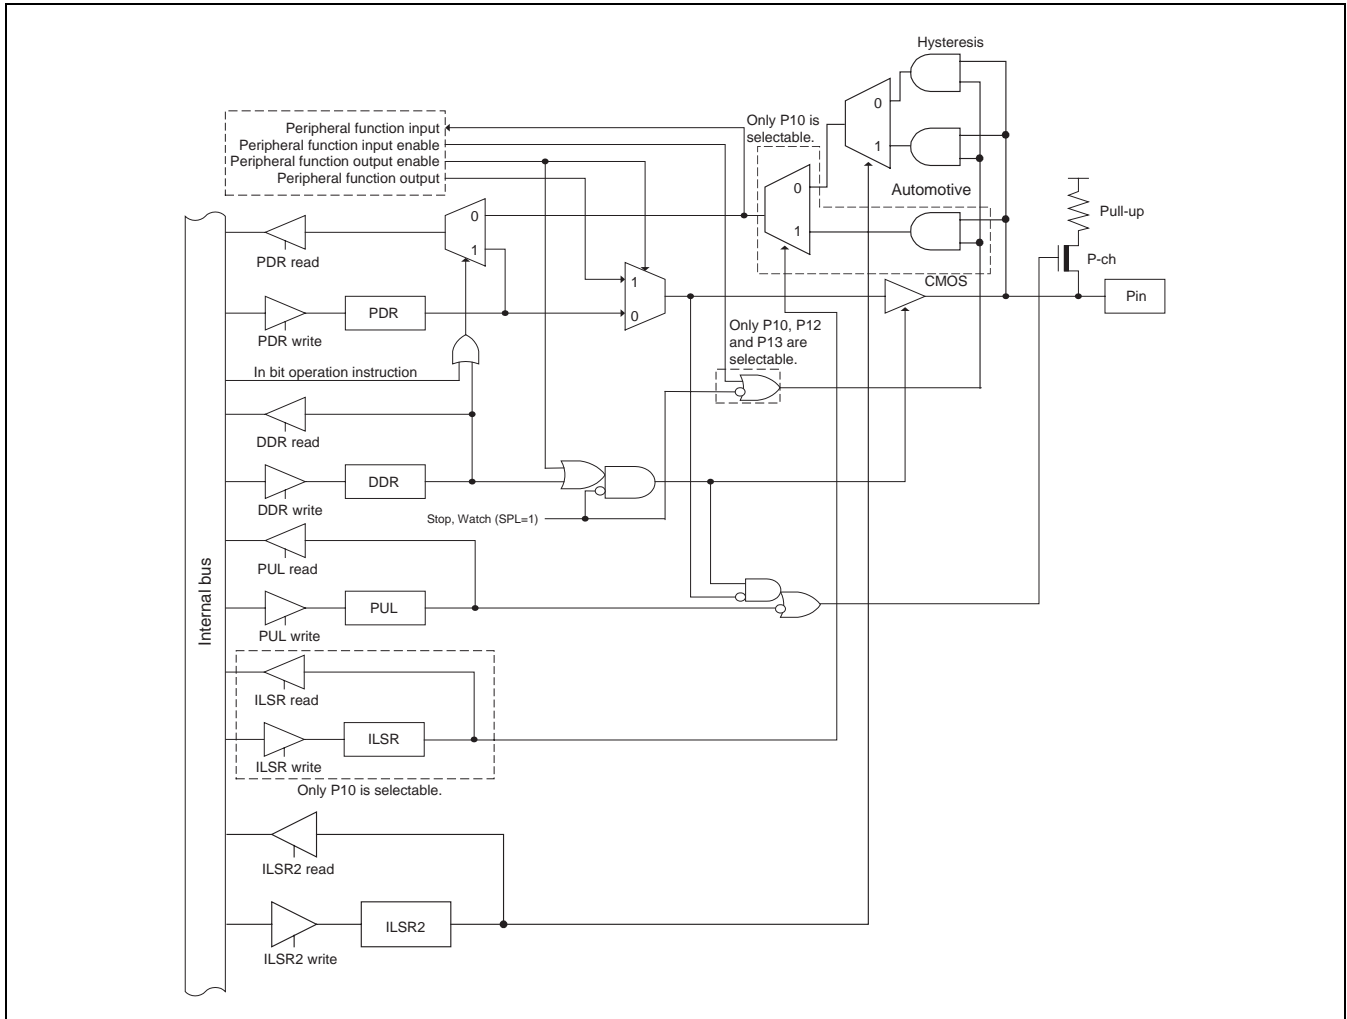 Hysteresis
0
1
Only P10 is
selectable.
Peripheral function input
Peripheral function input enable
Peripheral function output enable
Peripheral function output
0
1
Automotive
Pull-up
P-ch
CMOS
Pin
0
1
PDR read
1
0
PDR
PDR write
Only P10, P12
and P13 are
selectable.
In bit operation instruction
DDR read
DDR
DDR write
Stop, Watch (SPL=1)
Internal bus
PUL read
PUL
PUL write
ILSR read
ILSR
ILSR write
Only P10 is selectable.
ILSR2 read
ILSR2
ILSR2 write